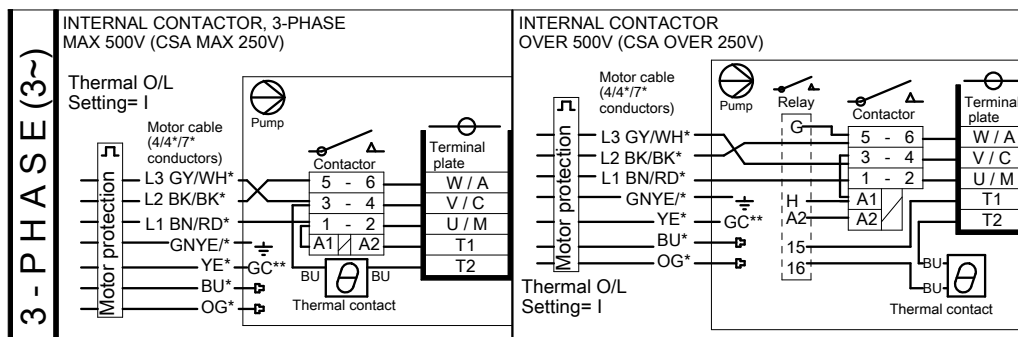 3 - PHASE (3~)
INTERNAL CONTACTOR, 3-PHASE
MAX 500V (CSA MAX 250V)
Thermal O/L
Setting= I
Motor cable
(4/4*/7*
conductors)
Motor protection
L3 GY/WH*
L2 BK/BK*
L1 BN/RD*
GNYE/*
YE*
GC**
BU*
OG*
Pump
Contactor
5 - 6
3 - 4
1 - 2
A1 A2
BU
BU
Thermal contact
Terminal
plate
W / A
V / C
U / M
T1
T2
INTERNAL CONTACTOR
OVER 500V (CSA OVER 250V)
Motor cable
(4/4*/7*
conductors)
Motor protection
L3 GY/WH*
L2 BK/BK*
L1 BN/RD*
GNYE/*
YE*
GC**
BU*
OG*
Thermal O/L
Setting= I
Pump
Relay
G
H
A2
15
16
Contactor
5 - 6
3 - 4
1 - 2
A1
A2
BU
BU
Thermal contact
Terminal
plate
W / A
V / C
U / M
T1
T2